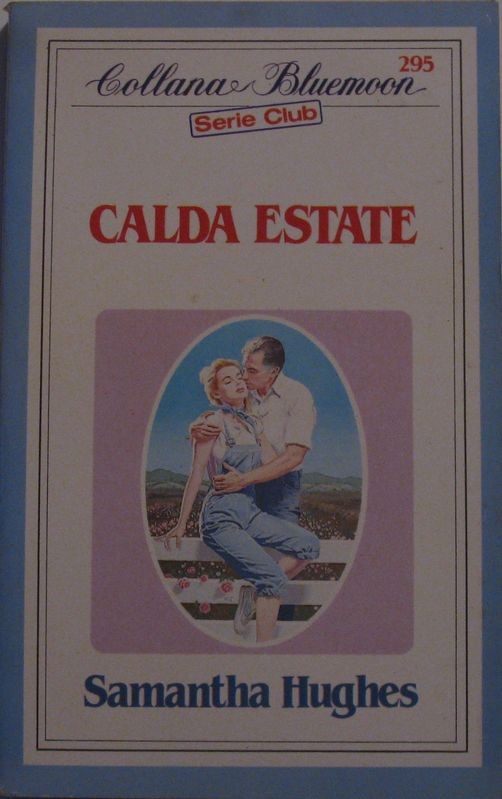 295
Collana Bluemoon
Serie Club
CALDA ESTATE
Samantha Hughes